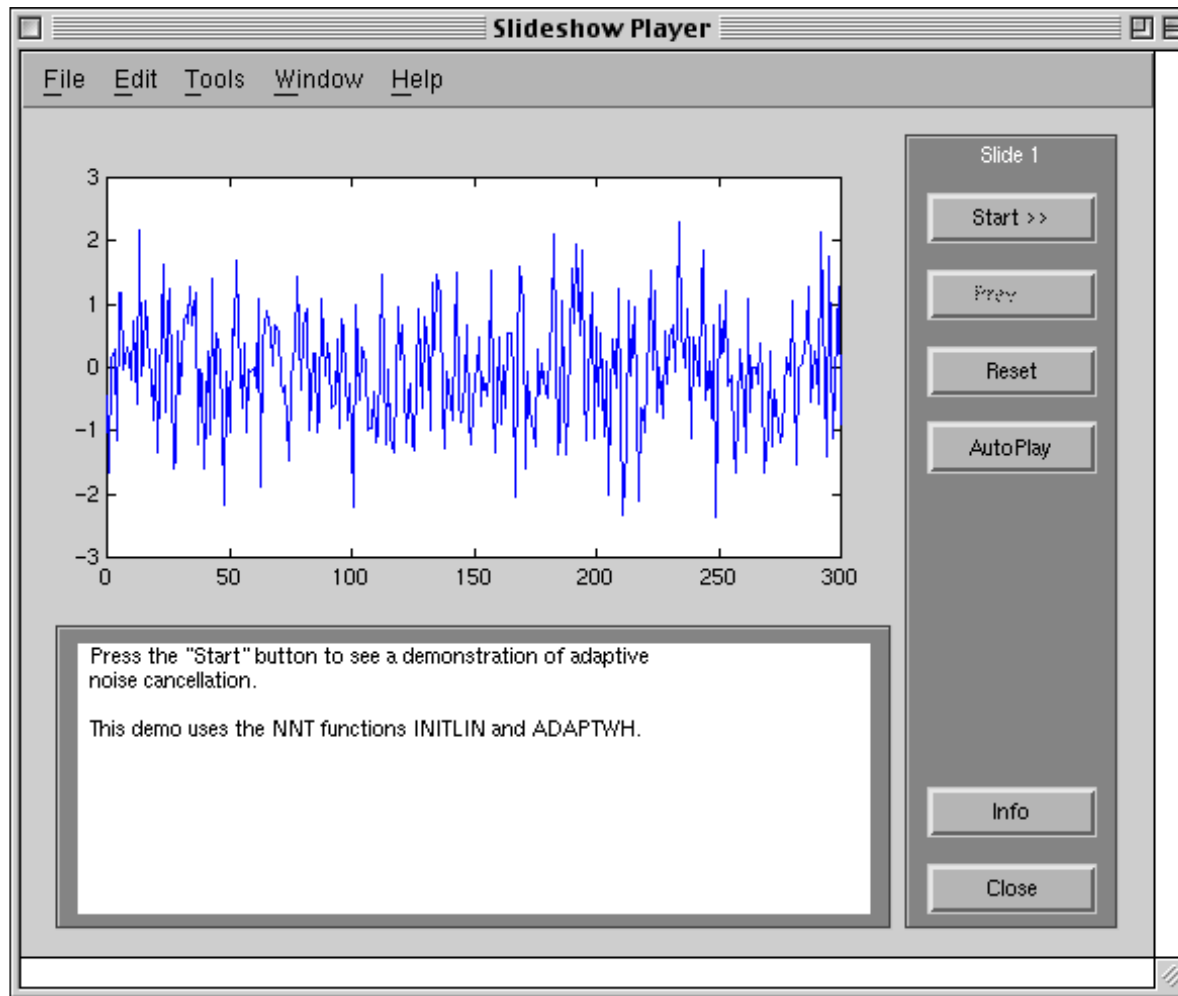 Slideshow Player
File Edit Tools Window Help
Slide 1
Start >>
Prev
Reset
AutoPlay
Info
Close
3
2
1
0
−1
−2
−3
0 50 100 150 200 250 300
Press the "Start" button to see a demonstration of adaptive
noise cancellation.
This demo uses the NNT functions INITLIN and ADAPTWH.